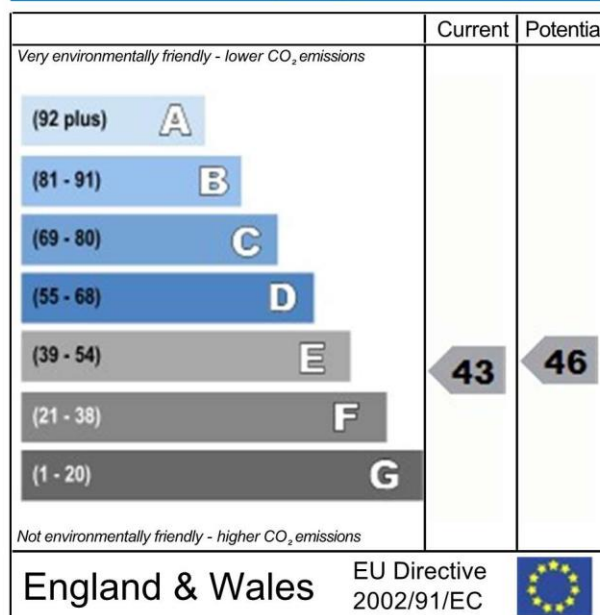 Current Potentia
Very environmentally friendly - lower CO₂ emissions
(92 plus) A
(81 - 91) B
(69 - 80) C
(55 - 68) D
(39 - 54) E
43 46
(21 - 38) F
(1 - 20) G
Not environmentally friendly - higher CO₂ emissions
England & Wales
EU Directive
2002/91/EC